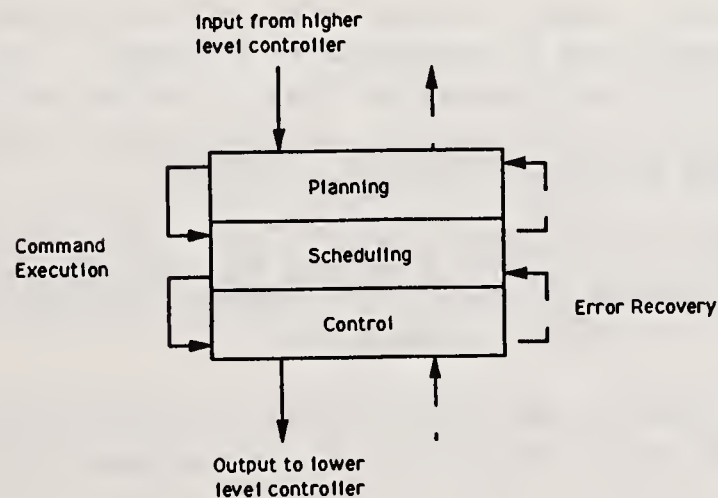 Input from higher
level controller
Planning
Command
Execution
Scheduling
Control
Error Recovery
Output to lower
level controller